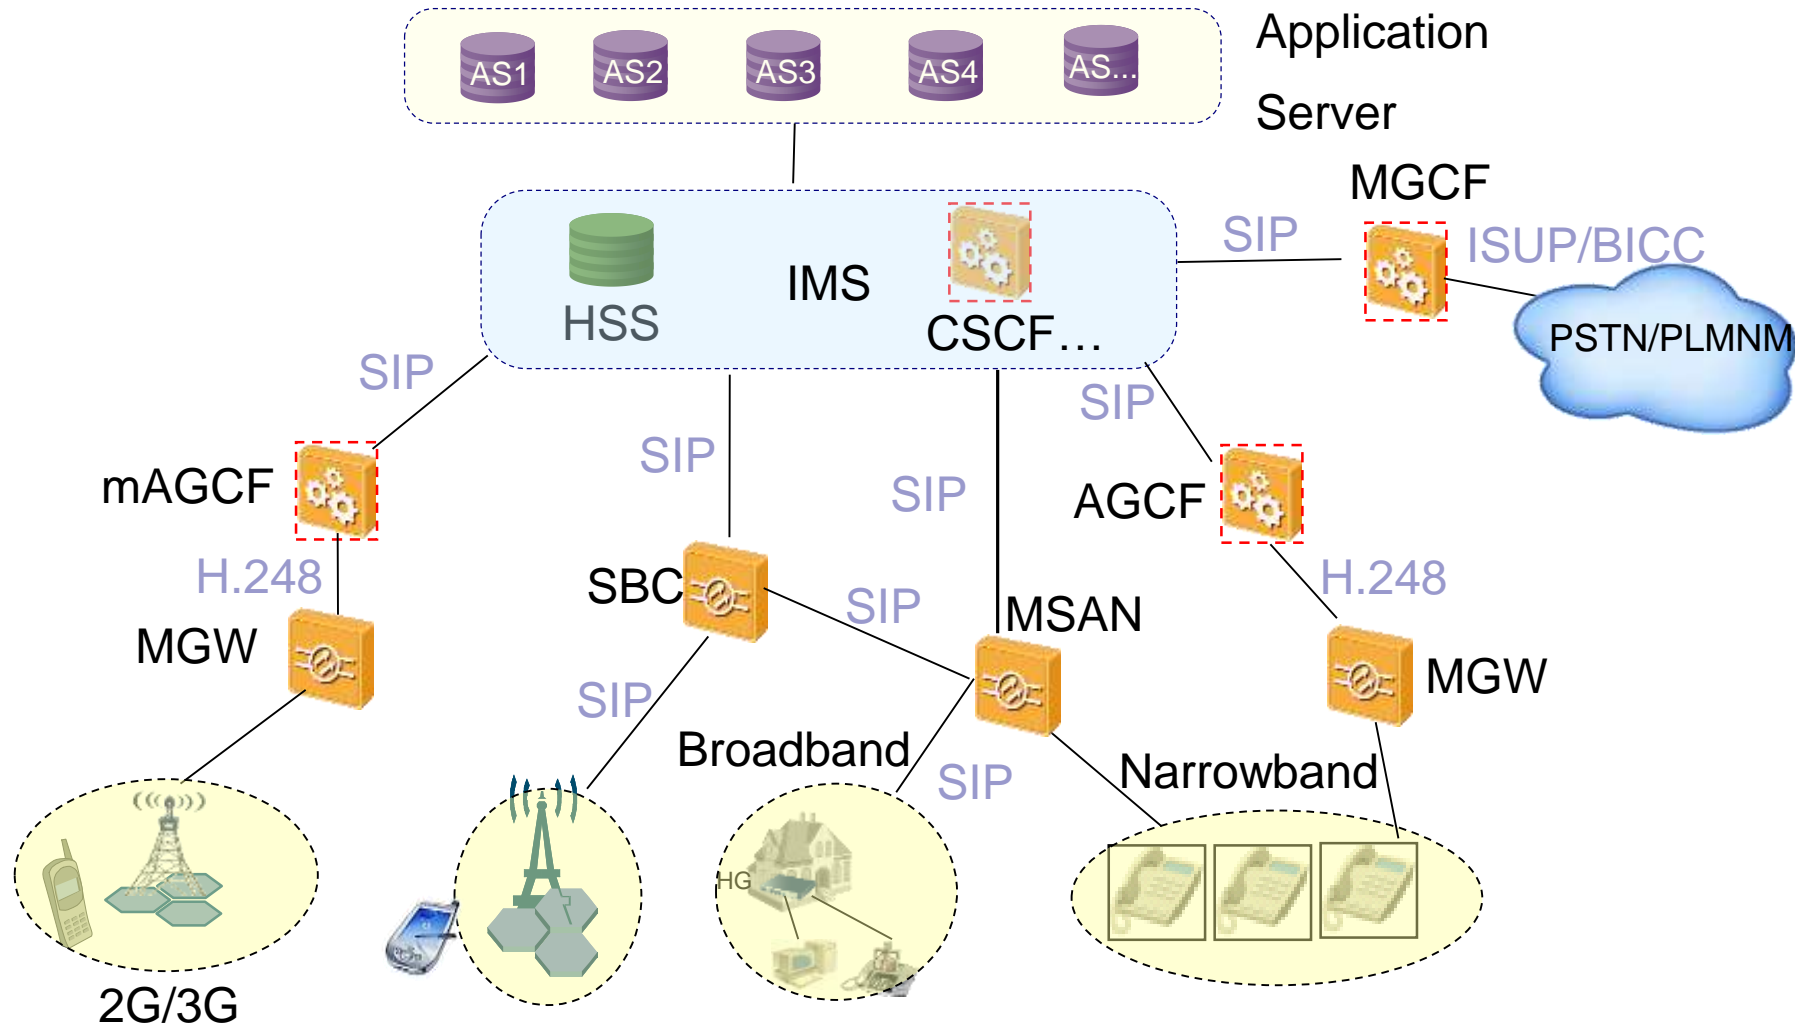 Application
AS1 AS2 AS3 AS4 AS...
Server
MGCF
SIP
ISUP/BICC
IMS
HSS
CSCF...
PSTN/PLMNM
SIP
SIP
SIP
mAGCF
SIP
AGCF
H.248
SBC
SIP
MSAN
H.248
MGW
MGW
SIP
Broadband
SIP
Narrowband
HG
2G/3G